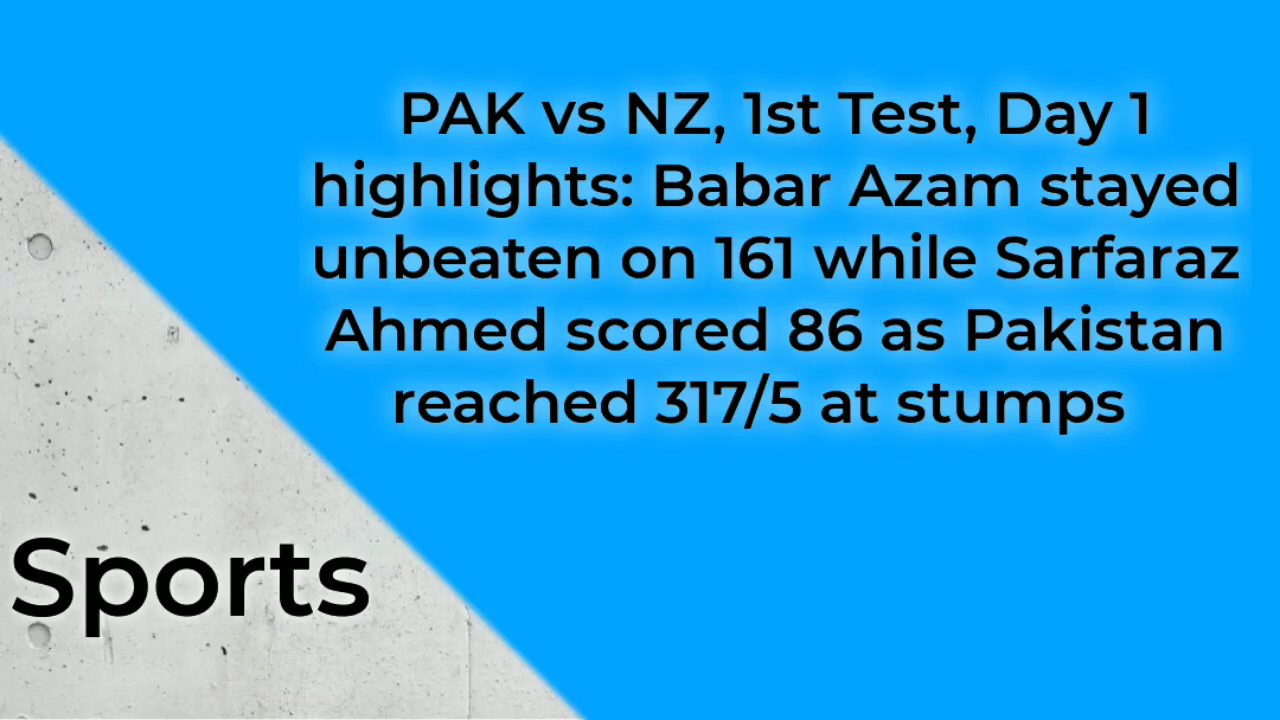 PAK vs NZ, 1st Test, Day 1
highlights: Babar Azam stayed
unbeaten on 161 while Sarfaraz
Ahmed scored 86 as Pakistan
reached 317/5 at stumps
Sports